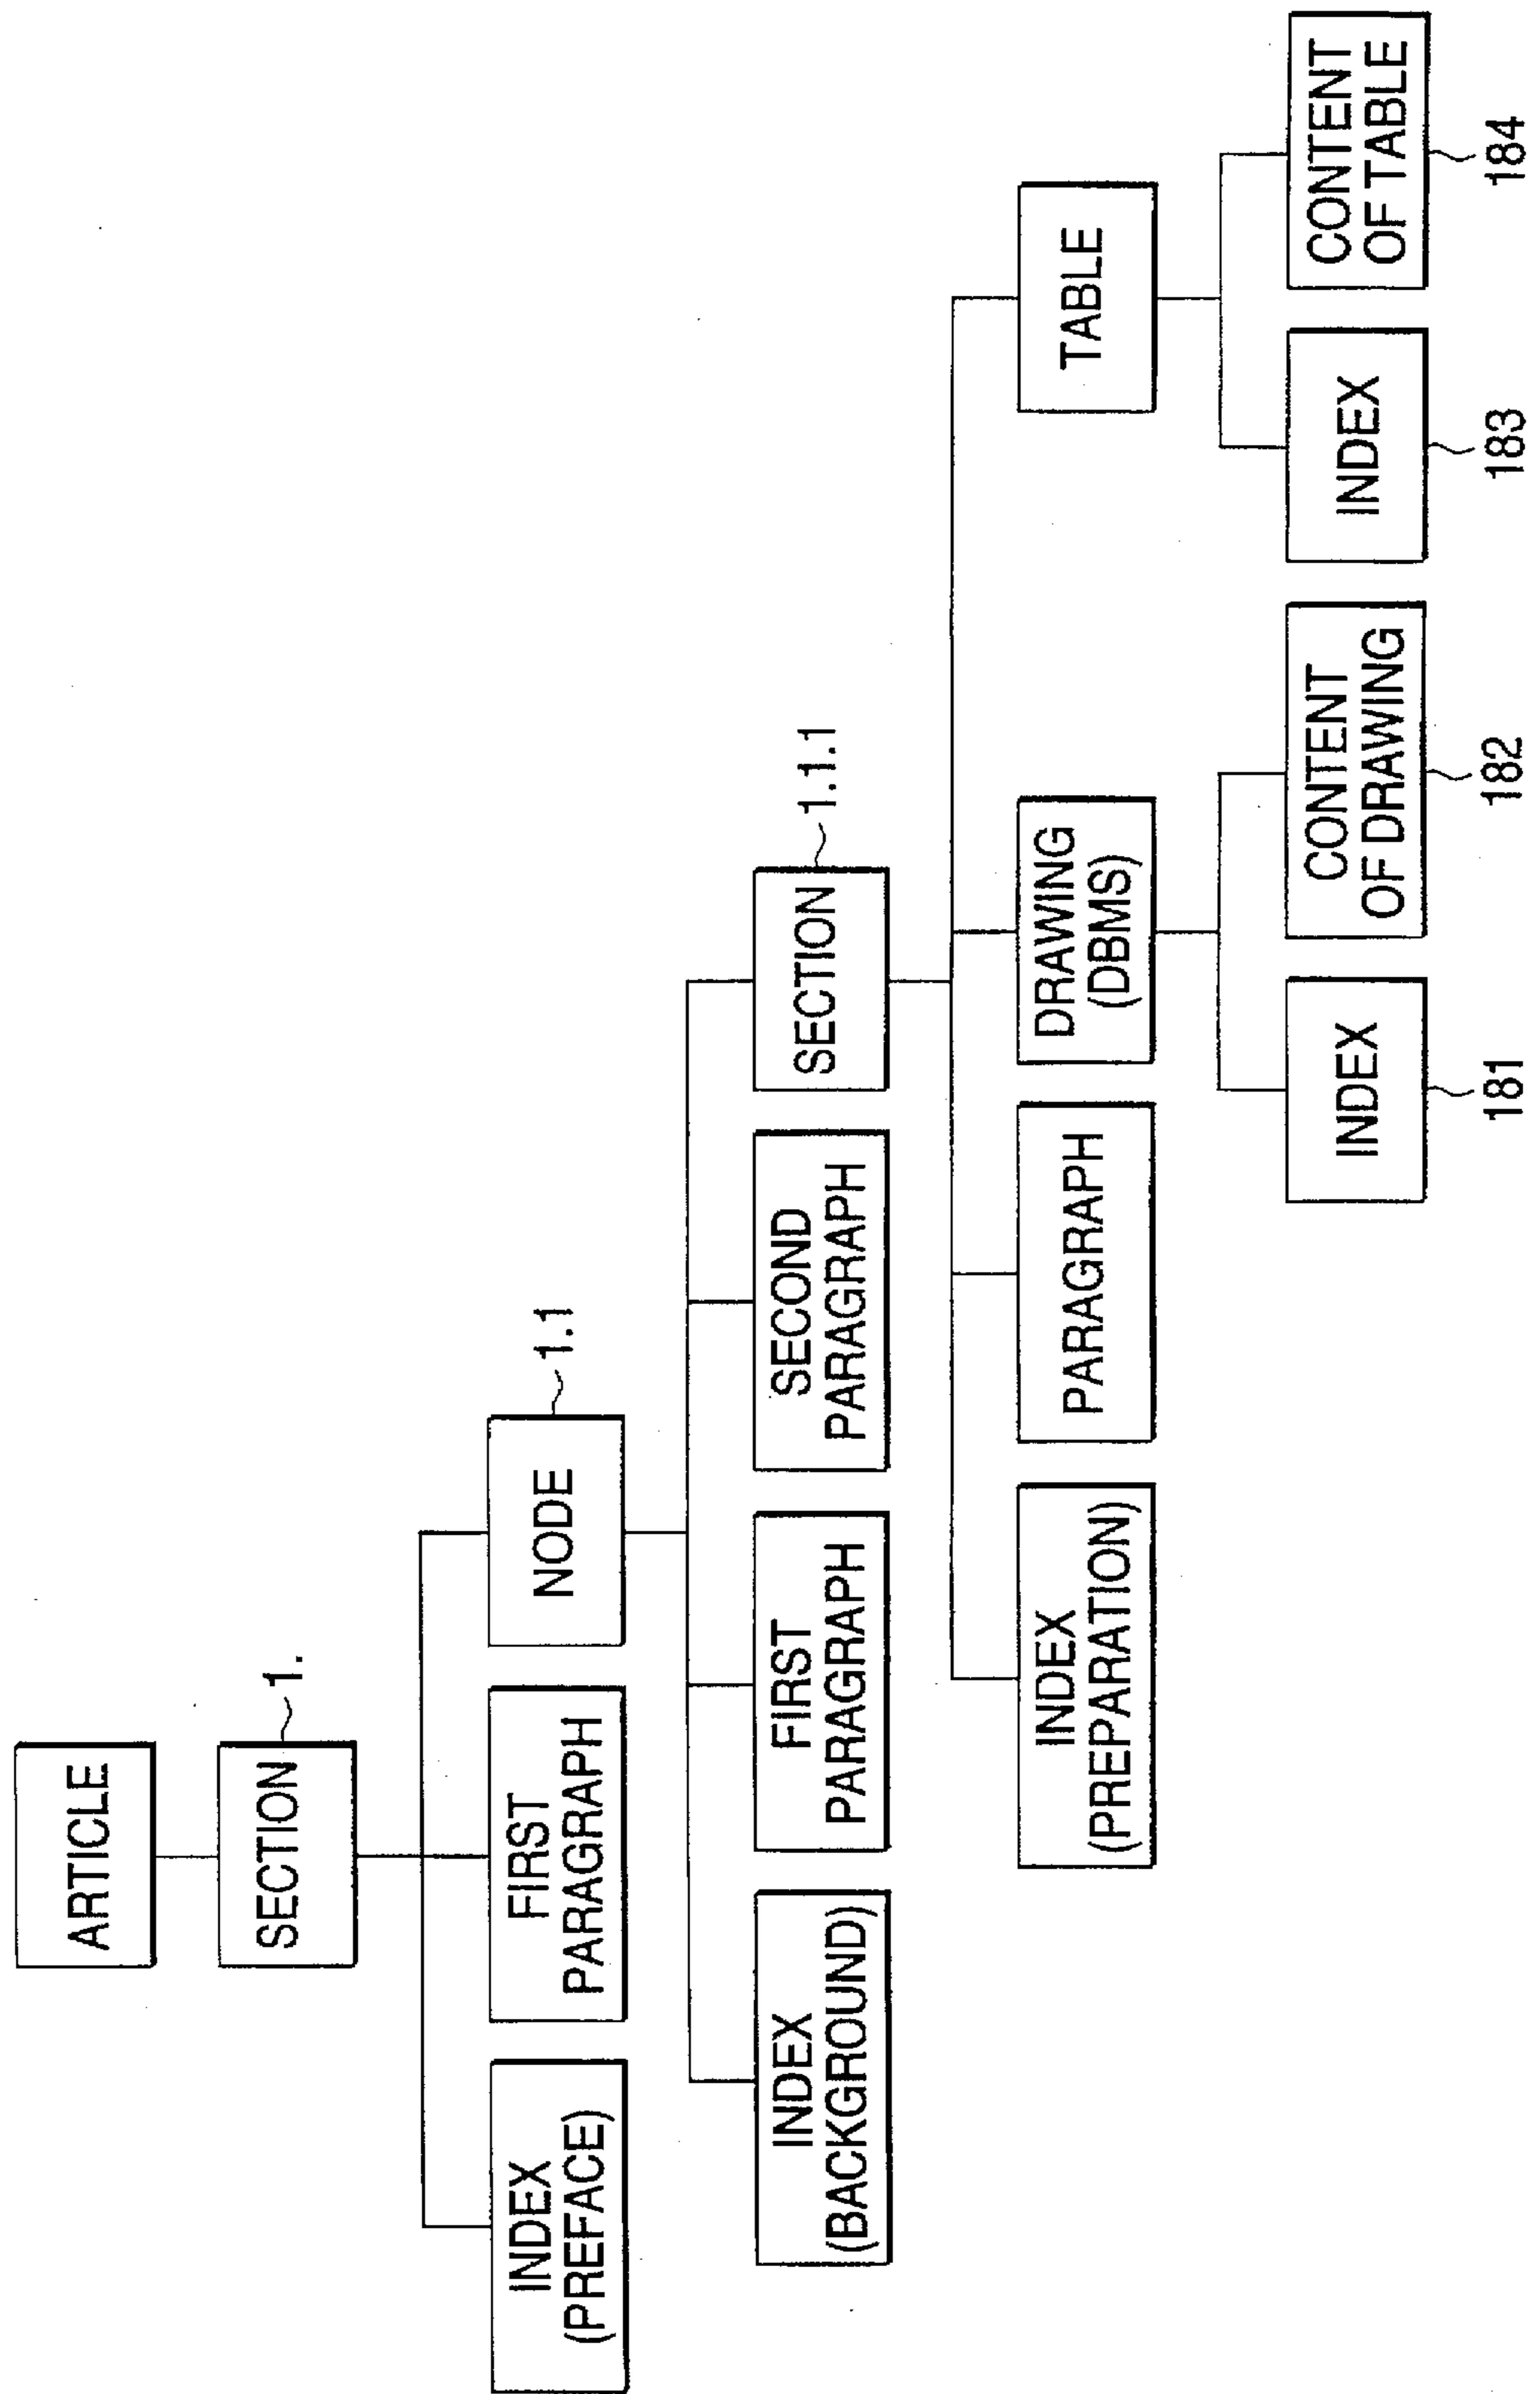 ARTICLE
SECTION
1.
INDEX
(PREFACE)
FIRST
PARAGRAPH
NODE
1.1
INDEX
(BACKGROUND)
FIRST
PARAGRAPH
SECOND
PARAGRAPH
SECTION
1.1.1
INDEX
(PREPARATION)
PARAGRAPH
DRAWING
(DBMS)
TABLE
INDEX
181
CONTENT
OF DRAWING
182
INDEX
183
CONTENT
OF TABLE
184